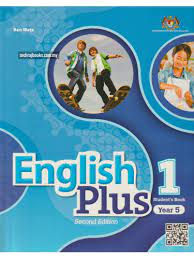 Ben Wetz
English
Plus
Second Edition
1
Student's Book
Year 5